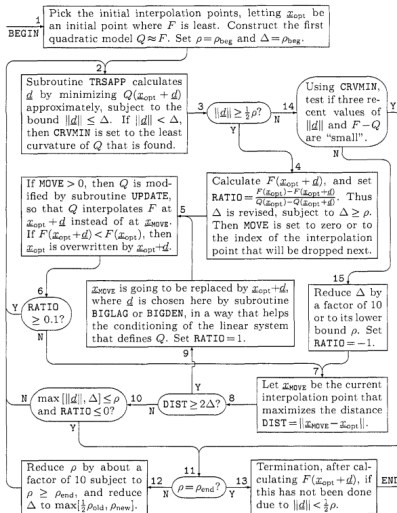 1
BEGIN
Pick the initial interpolation points, letting x_opt be
an initial point where F is least. Construct the first
quadratic model Q≈F. Set ρ=ρ_beg and Δ=ρ_beg.
2
Subroutine TRSAPP calculates
d by minimizing Q(x_opt+d)
approximately, subject to the
bound ||d|| ≤ Δ. If ||d|| < Δ,
then CRVMIN is set to the least
curvature of Q that is found.
3
||d|| ≥ ½ρ?
Y
14
N
Using CRVMIN,
test if three re-
cent values of
||d|| and F−Q
are “small”.
Y
N
4
Calculate F(x_opt+d), and set
RATIO = F(x_opt)−F(x_opt+d) / Q(x_opt)−Q(x_opt+d). Thus
Δ is revised, subject to Δ≥ρ.
Then MOVE is set to zero or to
the index of the interpolation
point that will be dropped next.
5
If MOVE>0, then Q is mod-
ified by subroutine UPDATE,
so that Q interpolates F at
x_opt+d instead of at x_MOVE.
If F(x_opt+d)<F(x_opt), then
x_opt is overwritten by x_opt+d.
6
Y
RATIO
≥ 0.1?
N
x_MOVE is going to be replaced by x_opt+d,
where d is chosen here by subroutine
BIGLAG or BIGDEN, in a way that helps
the conditioning of the linear system
that defines Q. Set RATIO=1.
15
Reduce Δ by a
factor of 10
or to its lower
bound ρ. Set
RATIO=−1.
7
Let x_MOVE be the current
interpolation point that
maximizes the distance
DIST=||x_MOVE−x_opt||.
8
9
Y
DIST≥2Δ?
10
N
N
max[||d||,Δ]≤ρ
and RATIO≤0?
Y
11
ρ=ρ_end?
12
N
13
Y
Reduce ρ by about a
factor of 10 subject to
ρ ≥ ρ_end, and reduce
Δ to max[½ρ_old, ρ_new].
Termination, after cal-
culating F(x_opt+d), if
this has not been done
due to ||d||<½ρ.
END